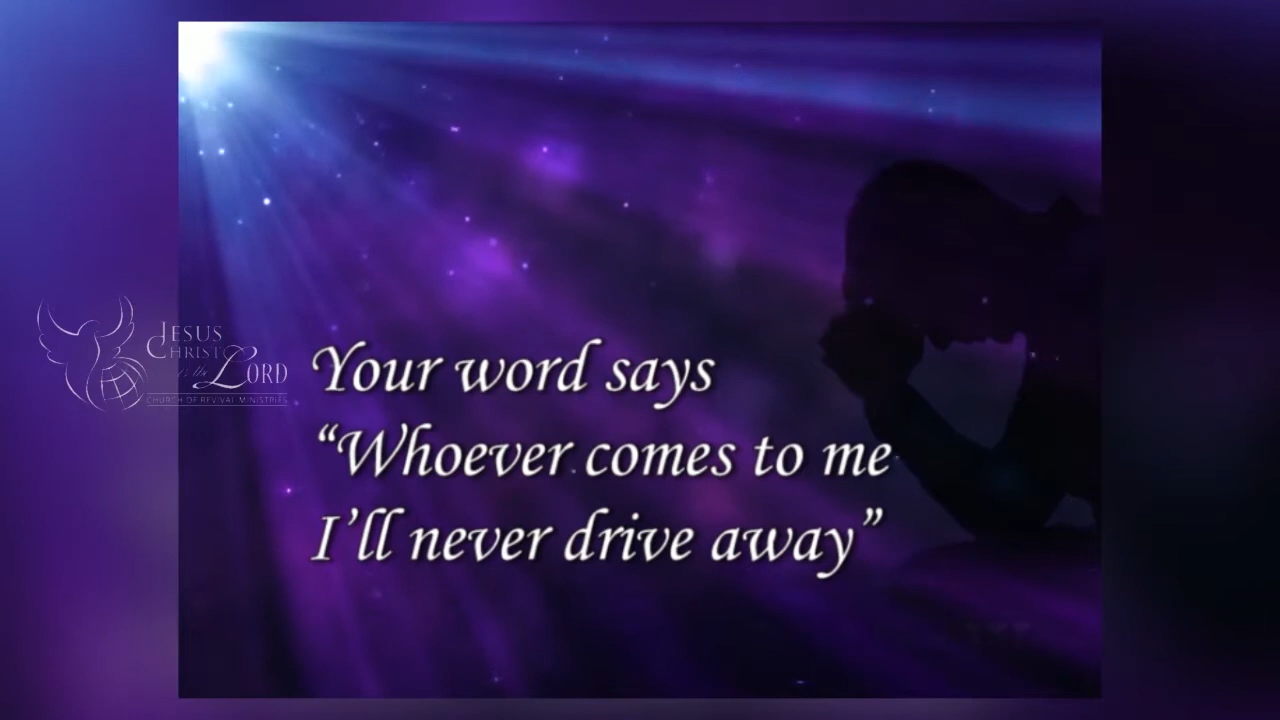 JESUS
CHRIST
is the LORD
CHURCH OF REVIVAL MINISTRIES
Your word says
“Whoever comes to me
I’ll never drive away”